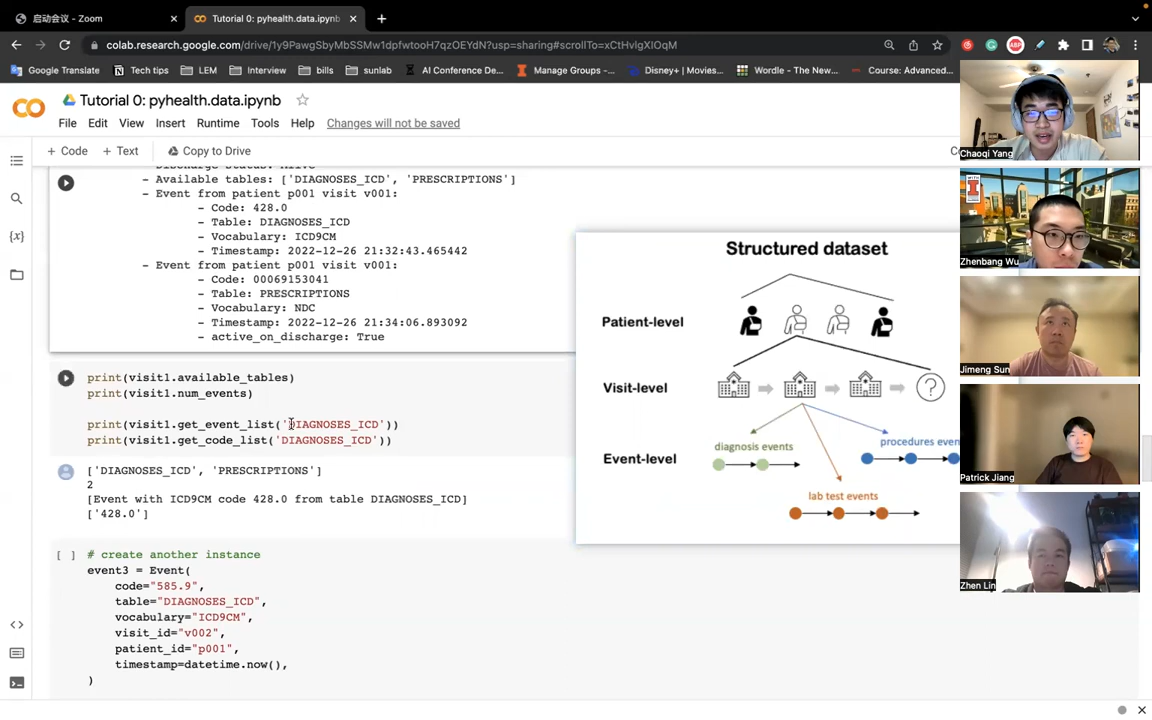 启动会议 - Zoom
Tutorial 0: pyhealth.data.ipynb
colab.research.google.com/drive/1y9PawgSbyMbSSMw1dpfwtooH7qzOEYdN?usp=sharing#scrollTo=xCtHvlgXIOqM
Google Translate
Tech tips
LEM
Interview
bills
sunlab
AI Conference De...
Manage Groups -...
Disney+ | Movies...
Wordle - The New...
Course: Advanced...
Tutorial 0: pyhealth.data.ipynb
File Edit View Insert Runtime Tools Help Changes will not be saved
+ Code + Text Copy to Drive
- Discharge status: Alive
- Available tables: ['DIAGNOSES_ICD', 'PRESCRIPTIONS']
- Event from patient p001 visit v001:
- Code: 428.0
- Table: DIAGNOSES_ICD
- Vocabulary: ICD9CM
- Timestamp: 2022-12-26 21:32:43.465442
- Event from patient p001 visit v001:
- Code: 00069153041
- Table: PRESCRIPTIONS
- Vocabulary: NDC
- Timestamp: 2022-12-26 21:34:06.893092
- active_on_discharge: True
print(visit1.available_tables)
print(visit1.num_events)
print(visit1.get_event_list('DIAGNOSES_ICD'))
print(visit1.get_code_list('DIAGNOSES_ICD'))
['DIAGNOSES_ICD', 'PRESCRIPTIONS']
2
[Event with ICD9CM code 428.0 from table DIAGNOSES_ICD]
['428.0']
[ ] # create another instance
event3 = Event(
code="585.9",
table="DIAGNOSES_ICD",
vocabulary="ICD9CM",
visit_id="v002",
patient_id="p001",
timestamp=datetime.now(),
)
Structured dataset
Patient-level
Visit-level
?
Event-level
diagnosis events
procedures even
lab test events
Chaoqi Yang
Zhenbang Wu
Jimeng Sun
Patrick Jiang
Zhen Lin